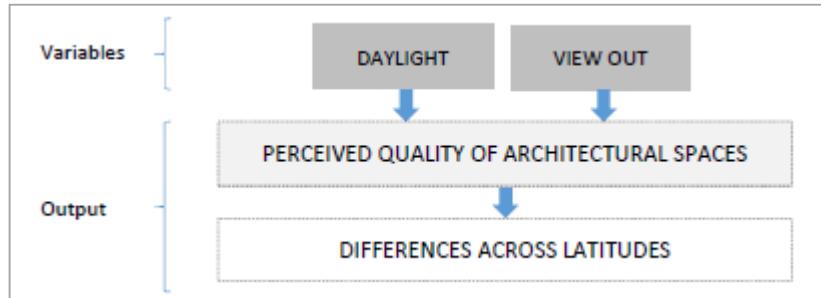 Variables
DAYLIGHT
VIEW OUT
PERCEIVED QUALITY OF ARCHITECTURAL SPACES
Output
DIFFERENCES ACROSS LATITUDES